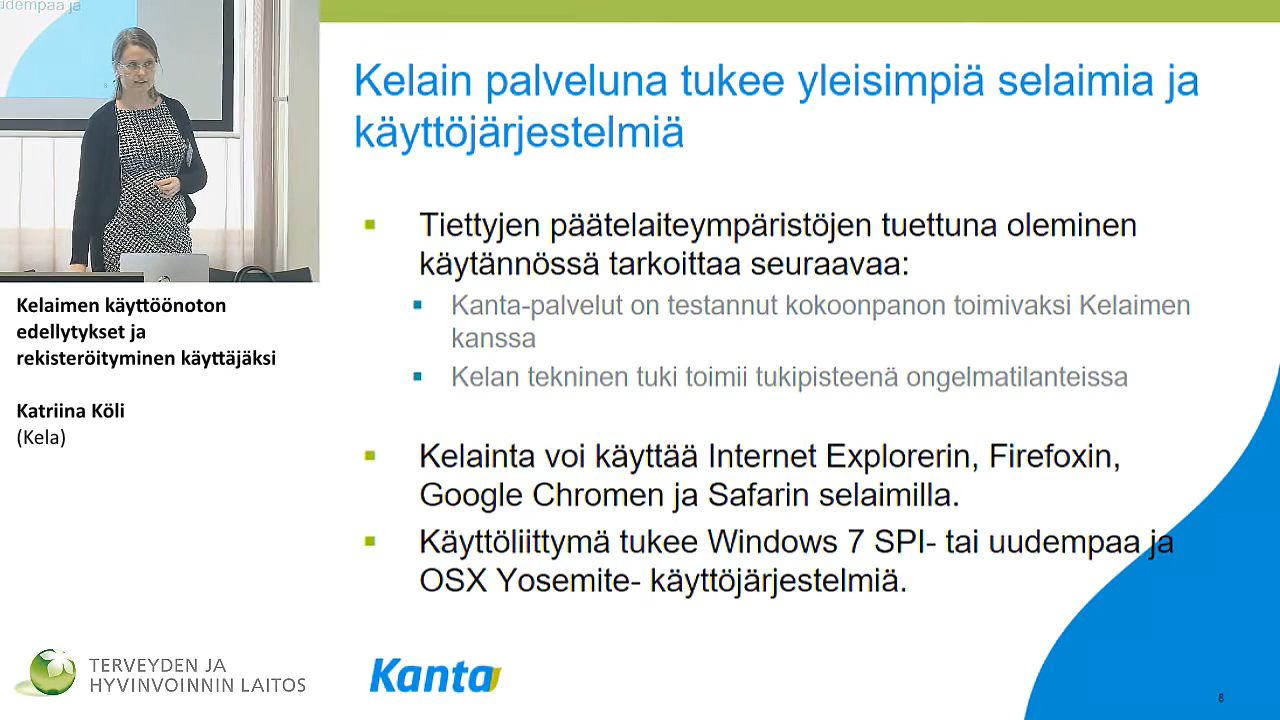 udempaa ja
Kelaimen käyttöönoton
edellytykset ja
rekisteröityminen käyttäjäksi
Katriina Köli
(Kela)
TERVEYDEN JA
HYVINVOINNIN LAITOS
Kelain palveluna tukee yleisimpiä selaimia ja
käyttöjärjestelmiä
Tiettyjen päätelaiteympäristöjen tuettuna oleminen
käytännössä tarkoittaa seuraavaa:
Kanta-palvelut on testannut kokoonpanon toimivaksi Kelaimen
kanssa
Kelan tekninen tuki toimii tukipisteenä ongelmatilanteissa
Kelainta voi käyttää Internet Explorerin, Firefoxin,
Google Chromen ja Safarin selaimilla.
Käyttöliittymä tukee Windows 7 SPI- tai uudempaa ja
OSX Yosemite- käyttöjärjestelmiä.
Kanta
8